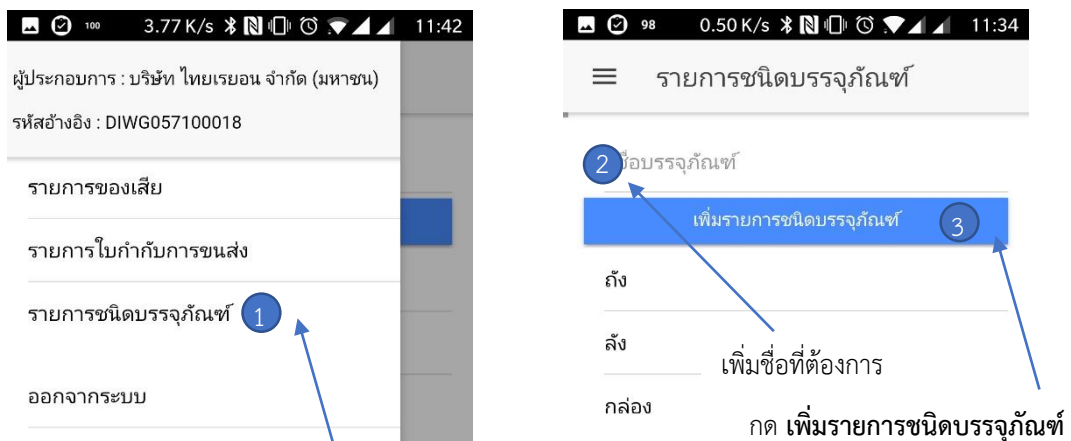 100 3.77 K/s 11:42
ผู้ประกอบการ : บริษัท ไทยเรยอน จำกัด (มหาชน)
รหัสอ้างอิง : DIWG057100018
รายการของเสีย
รายการใบกำกับการขนส่ง
รายการชนิดบรรจุภัณฑ์ 1
ออกจากระบบ
98 0.50 K/s 11:34
รายการชนิดบรรจุภัณฑ์
2 ชื่อบรรจุภัณฑ์
เพิ่มรายการชนิดบรรจุภัณฑ์ 3
ถัง
ลัง
เพิ่มชื่อที่ต้องการ
กล่อง
กด เพิ่มรายการชนิดบรรจุภัณฑ์